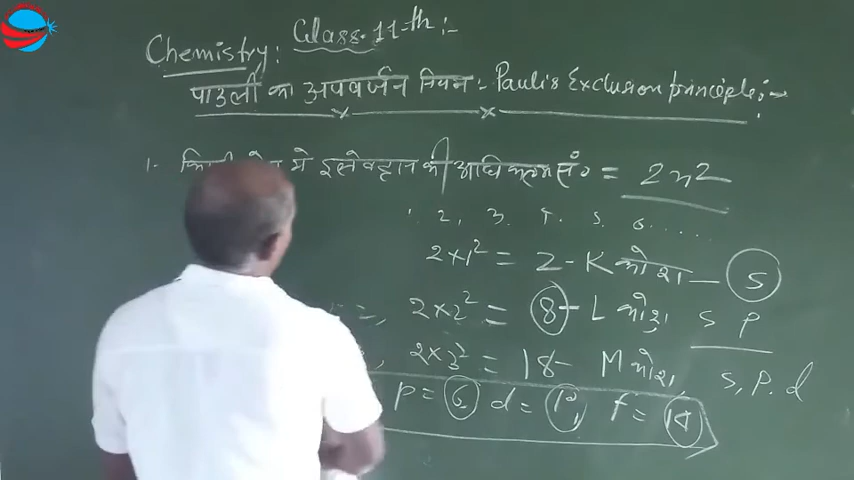 Chemistry: Class. 11-th :-
पाउली का अपवर्जन नियम :- Pauli's Exclusion principle :-
1- में इलेक्ट्रान की अधिकतम सं० = 2n²
1, 2, 3, 4, 5, 6.......
2×1² = 2 - K कोश - S
2×2² = 8 - L कोश S P
2×3² = 18 - M कोश S, P. d
P = 6 d = 10, f = 14